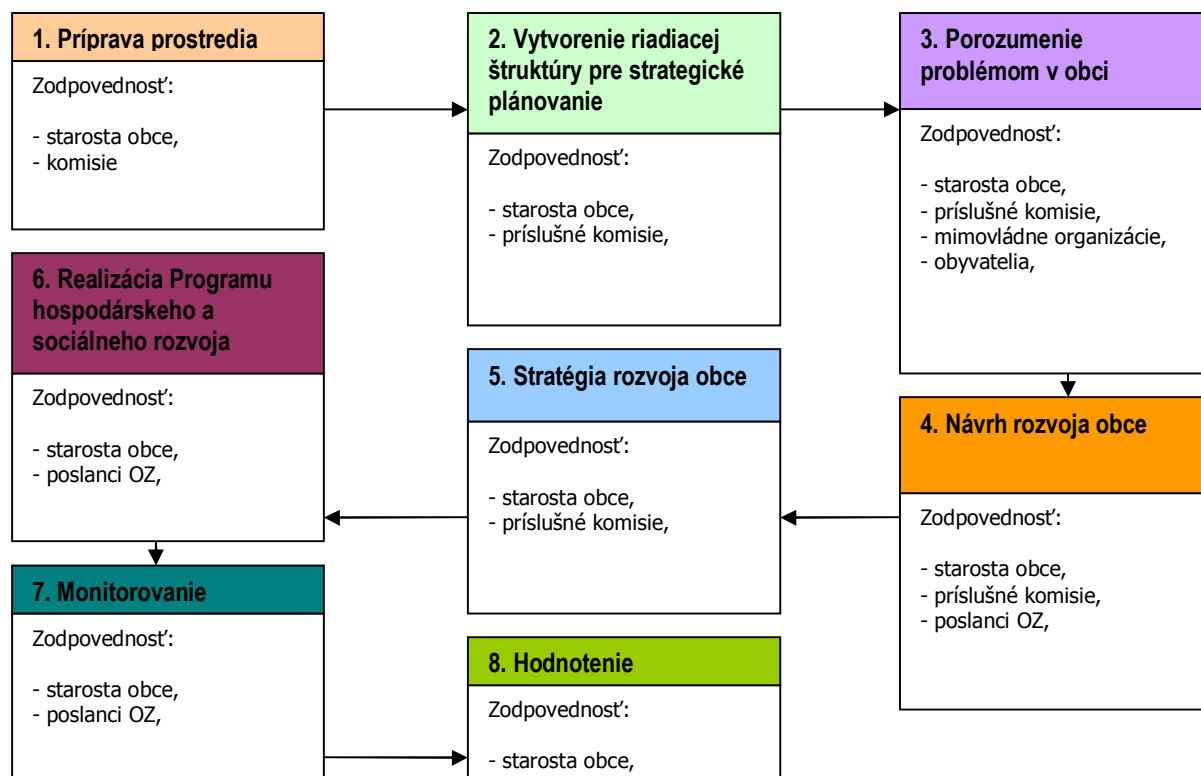 1. Príprava prostredia
Zodpovednosť:
- starosta obce,
- komisie
2. Vytvorenie riadiacej
štruktúry pre strategické
plánovanie
Zodpovednosť:
- starosta obce,
- príslušné komisie,
3. Porozumenie
problémom v obci
Zodpovednosť:
- starosta obce,
- príslušné komisie,
- mimovládne organizácie,
- obyvatelia,
4. Návrh rozvoja obce
Zodpovednosť:
- starosta obce,
- príslušné komisie,
- poslanci OZ,
5. Stratégia rozvoja obce
Zodpovednosť:
- starosta obce,
- príslušné komisie,
6. Realizácia Programu
hospodárskeho a
sociálneho rozvoja
Zodpovednosť:
- starosta obce,
- poslanci OZ,
7. Monitorovanie
Zodpovednosť:
- starosta obce,
- poslanci OZ,
8. Hodnotenie
Zodpovednosť:
- starosta obce,